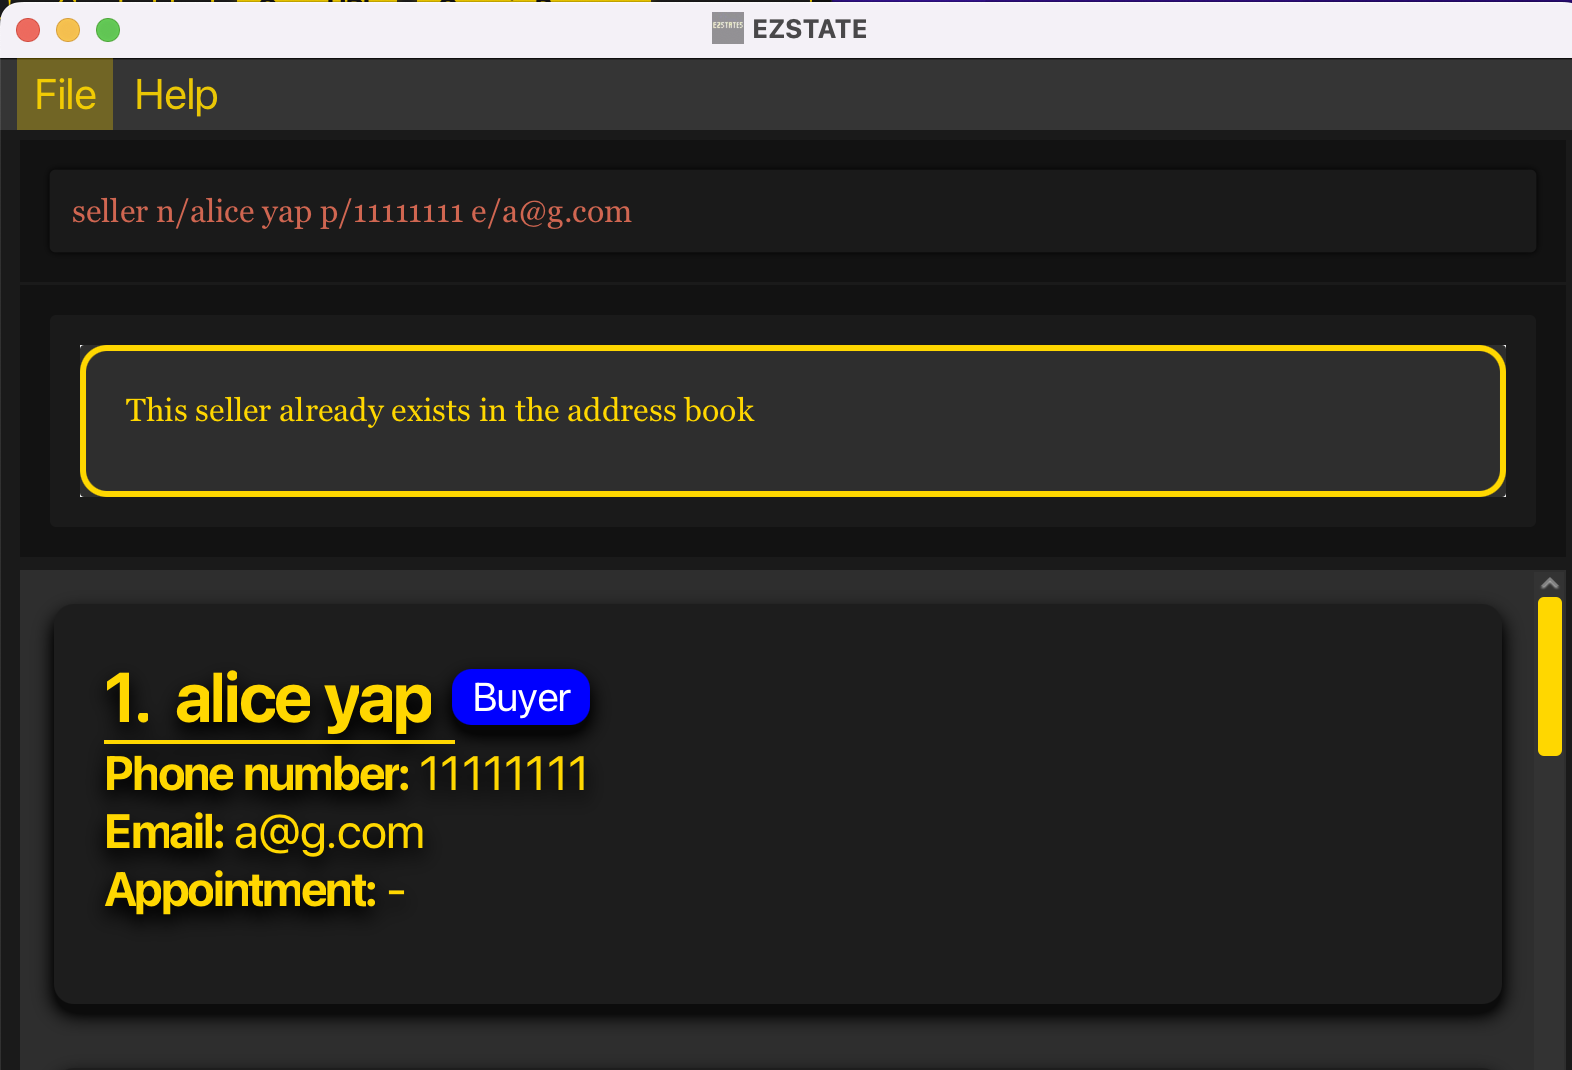 EZSTATES EZSTATE
File Help
seller n/alice yap p/11111111 e/a@g.com
This seller already exists in the address book
1. alice yap Buyer
Phone number: 11111111
Email: a@g.com
Appointment: -